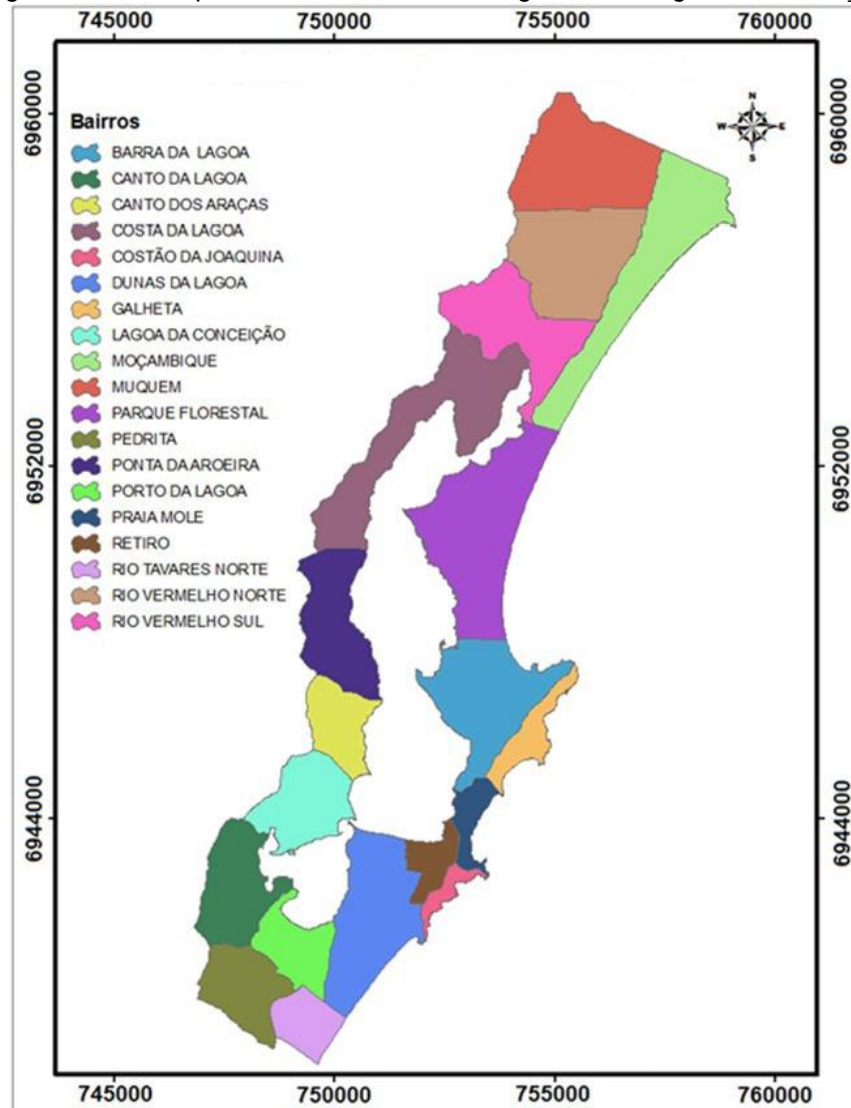 745000 750000 755000 760000
6960000
6960000
N
W
E
S
Bairros
BARRA DA LAGOA
CANTO DA LAGOA
CANTO DOS ARAÇAS
COSTA DA LAGOA
COSTÃO DA JOAQUINA
DUNAS DA LAGOA
GALHETA
LAGOA DA CONCEIÇÃO
MOÇAMBIQUE
MUQUEM
PARQUE FLORESTAL
PEDRITA
PONTA DA AROEIRA
PORTO DA LAGOA
PRAIA MOLE
RETIRO
RIO TAVARES NORTE
RIO VERMELHO NORTE
RIO VERMELHO SUL
6952000
6952000
6944000
6944000
745000 750000 755000 760000